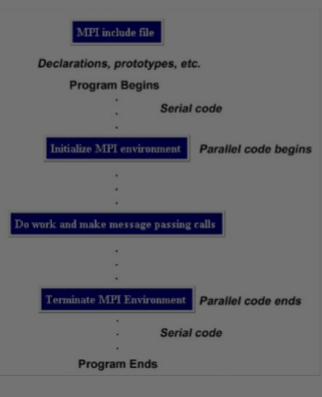 MPI include file
Declarations, prototypes, etc.
Program Begins
Serial code
Initialize MPI environment Parallel code begins
Do work and make message passing calls
Terminate MPI Environment Parallel code ends
Serial code
Program Ends